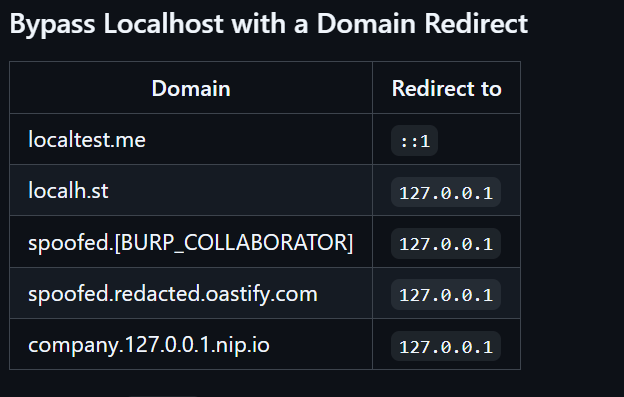 Bypass Localhost with a Domain Redirect
Domain Redirect to
localtest.me ::1
localh.st 127.0.0.1
spoofed.[BURP_COLLABORATOR] 127.0.0.1
spoofed.redacted.oastify.com 127.0.0.1
company.127.0.0.1.nip.io 127.0.0.1